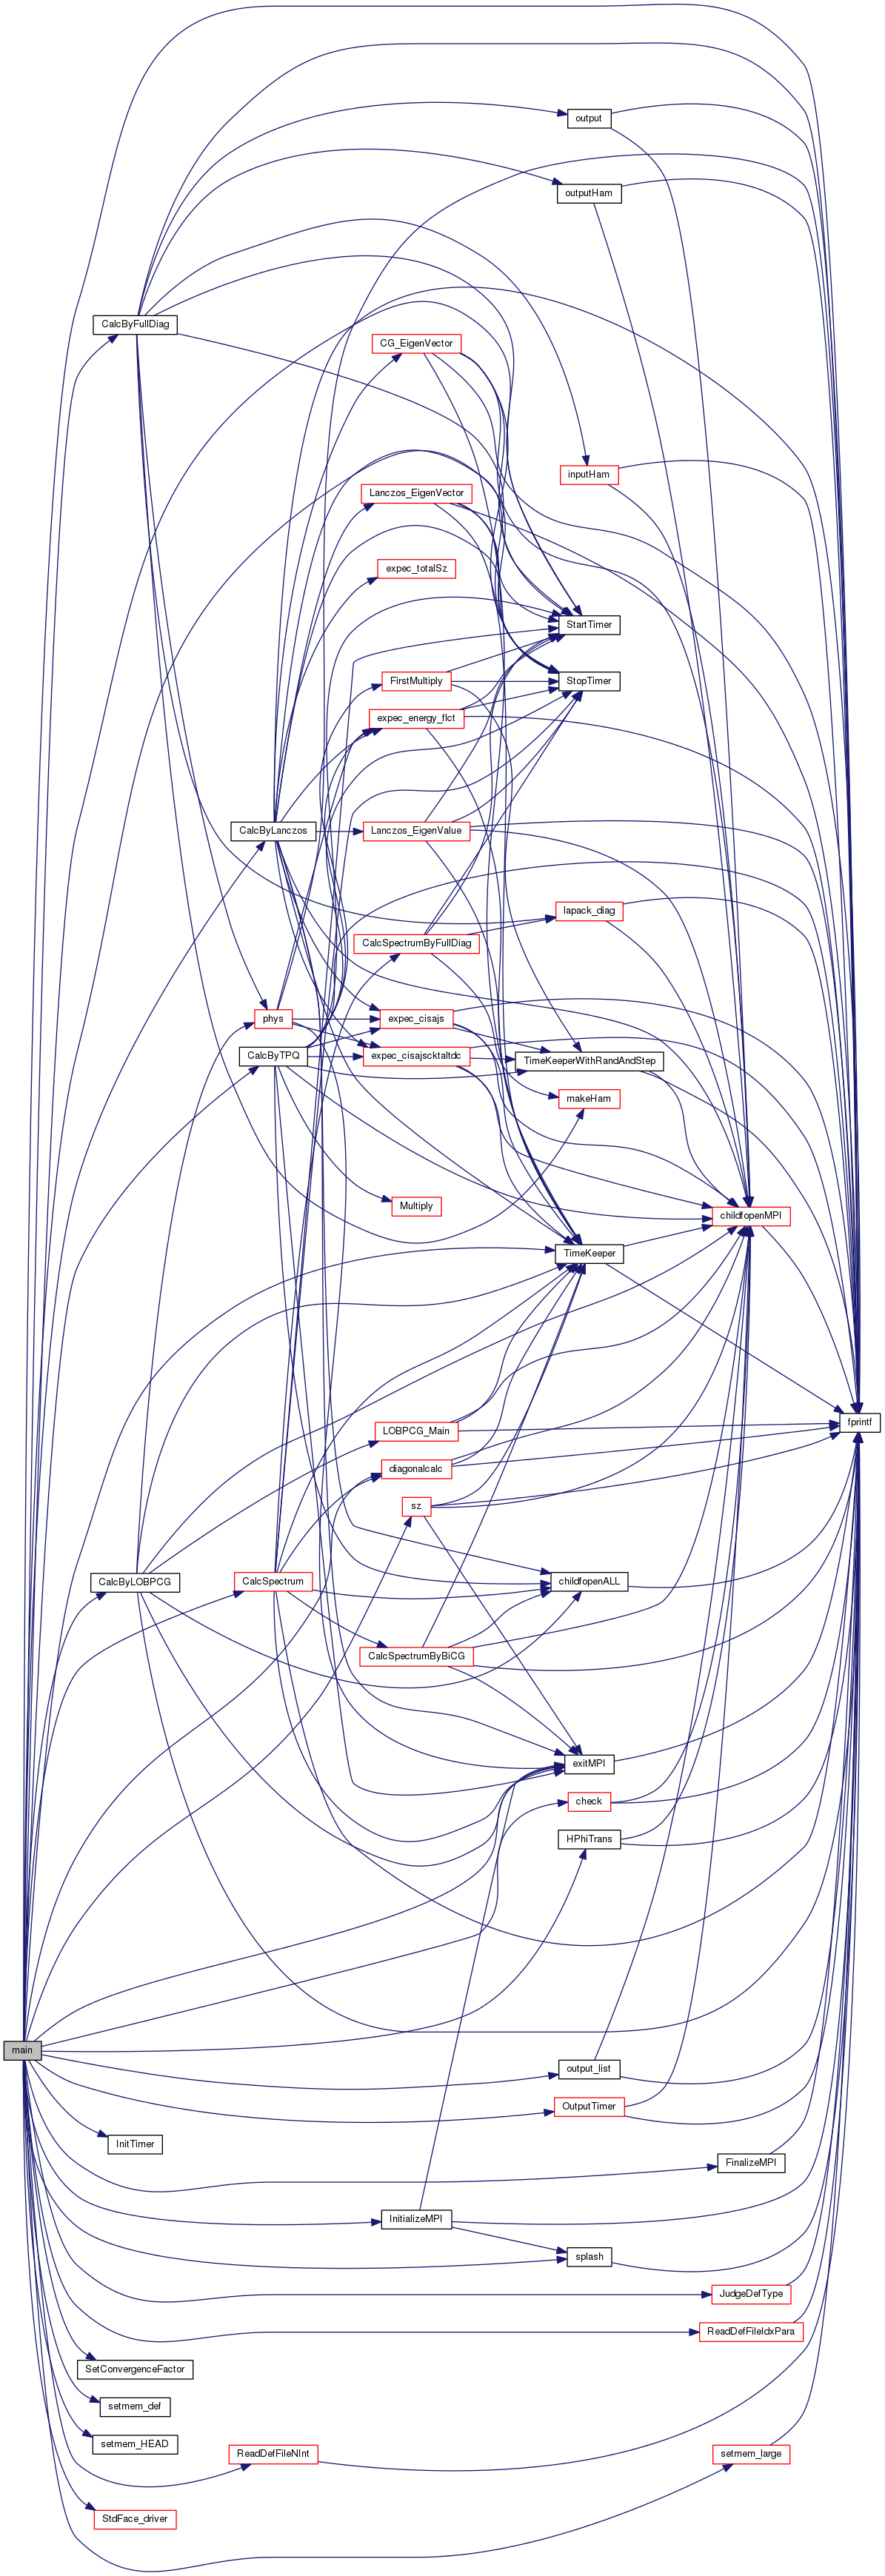 output
outputHam
CalcByFullDiag
CG_EigenVector
inputHam
Lanczos_EigenVector
expec_totalSz
StartTimer
FirstMultiply
StopTimer
expec_energy_flct
CalcByLanczos
Lanczos_EigenValue
lapack_diag
CalcSpectrumByFullDiag
phys
expec_cisajs
CalcByTPQ
expec_cisajscktaltdc
TimeKeeperWithRandAndStep
makeHam
Multiply
childfopenMPI
TimeKeeper
fprintf
LOBPCG_Main
diagonalcalc
sz
CalcByLOBPCG
CalcSpectrum
childfopenALL
CalcSpectrumByBiCG
exitMPI
check
HPhiTrans
main
output_list
OutputTimer
InitTimer
FinalizeMPI
InitializeMPI
splash
JudgeDefType
ReadDefFileIdxPara
SetConvergenceFactor
setmem_def
setmem_HEAD
ReadDefFileNInt
setmem_large
StdFace_driver